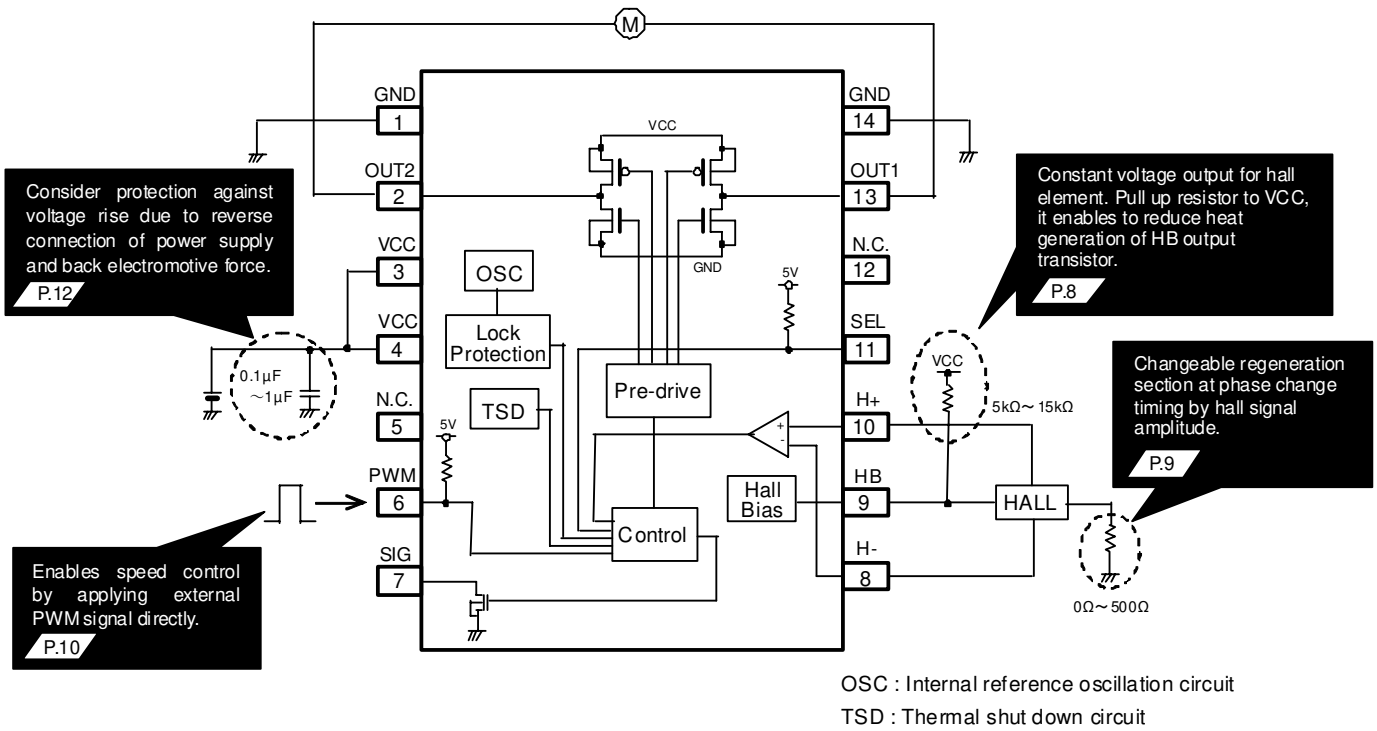 M
GND
1
OUT2
2
VCC
3
VCC
4
N.C.
5
PWM
6
SIG
7
GND
14
OUT1
13
N.C.
12
SEL
11
H+
10
HB
9
H-
8
VCC
GND
OSC
Lock
Protection
TSD
Pre-drive
5V
5V
+
-
Hall
Bias
Control
HALL
VCC
5kΩ～15kΩ
0Ω～500Ω
0.1µF
～1µF
Consider protection against
voltage rise due to reverse
connection of power supply
and back electromotive force.
P.12
Enables speed control
by applying external
PWM signal directly.
P.10
Constant voltage output for hall
element. Pull up resistor to VCC,
it enables to reduce heat
generation of HB output
transistor.
P.8
Changeable regeneration
section at phase change
timing by hall signal
amplitude.
P.9
OSC : Internal reference oscillation circuit
TSD : Thermal shut down circuit